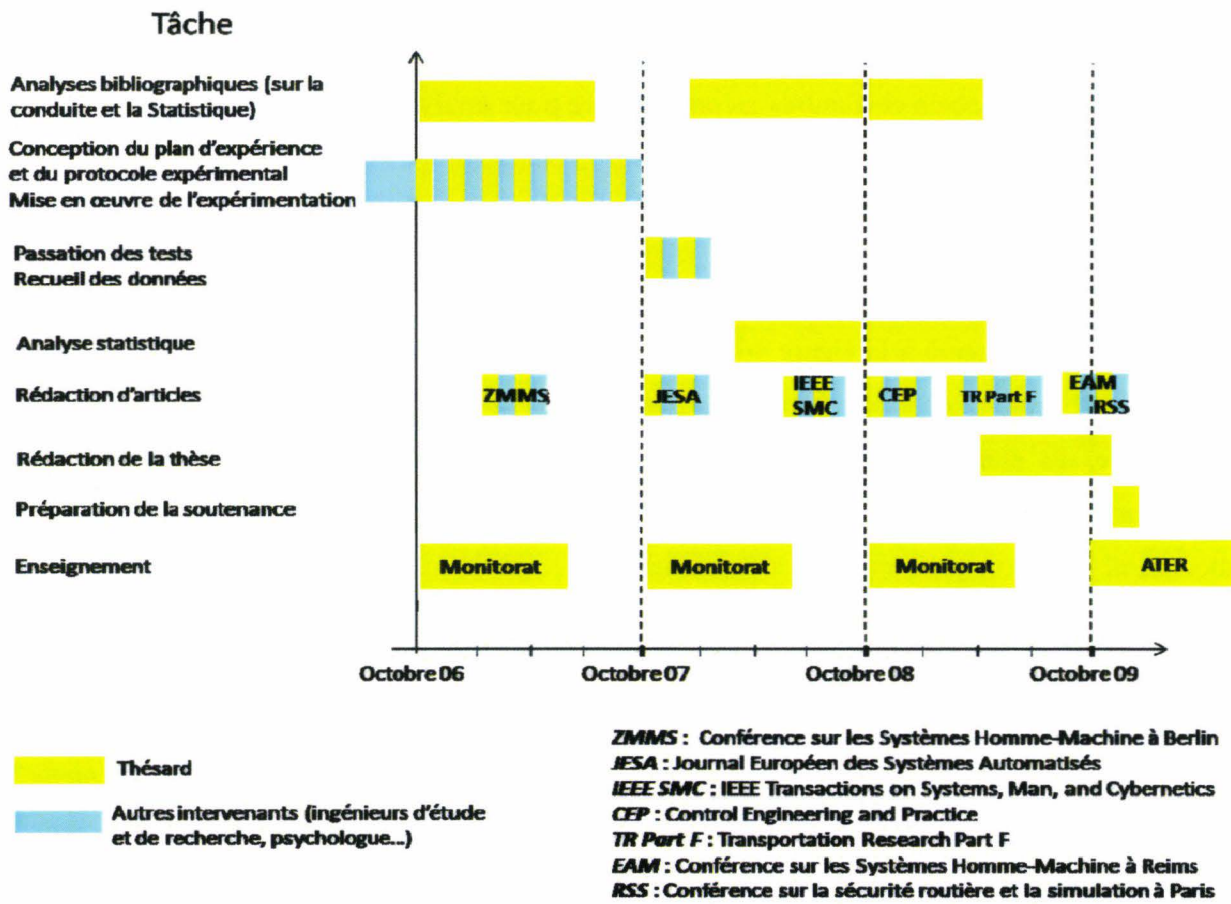 Tâche
Analyses bibliographiques (sur la
conduite et la Statistique)
Conception du plan d'expérience
et du protocole expérimental
Mise en œuvre de l'expérimentation
Passation des tests
Recueil des données
Analyse statistique
Rédaction d'articles
ZMMS
JESA
IEEE
SMC
CEP
TR Part F
EAM
RSS
Rédaction de la thèse
Préparation de la soutenance
Enseignement
Monitorat
Monitorat
Monitorat
ATER
Octobre 06
Octobre 07
Octobre 08
Octobre 09
Thésard
Autres intervenants (ingénieurs d'étude
et de recherche, psychologue...)
ZMMS : Conférence sur les Systèmes Homme-Machine à Berlin
JESA : Journal Européen des Systèmes Automatisés
IEEE SMC : IEEE Transactions on Systems, Man, and Cybernetics
CEP : Control Engineering and Practice
TR Part F : Transportation Research Part F
EAM : Conférence sur les Systèmes Homme-Machine à Reims
RSS : Conférence sur la sécurité routière et la simulation à Paris